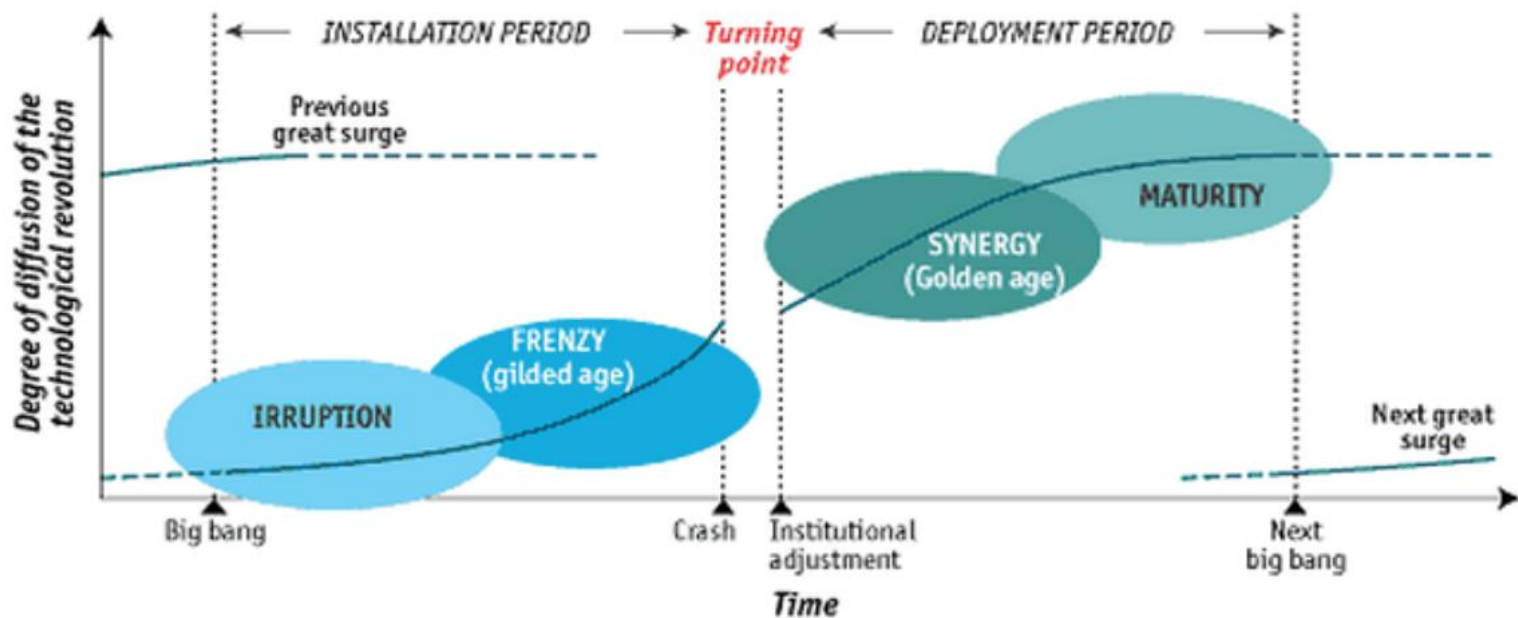 INSTALLATION PERIOD
Turning
point
DEPLOYMENT PERIOD
Degree of diffusion of the
technological revolution
Previous
great surge
MATURITY
SYNERGY
(Golden age)
FRENZY
(gilded age)
IRRUPTION
Next great
surge
Big bang
Crash
Institutional
adjustment
Next
big bang
Time